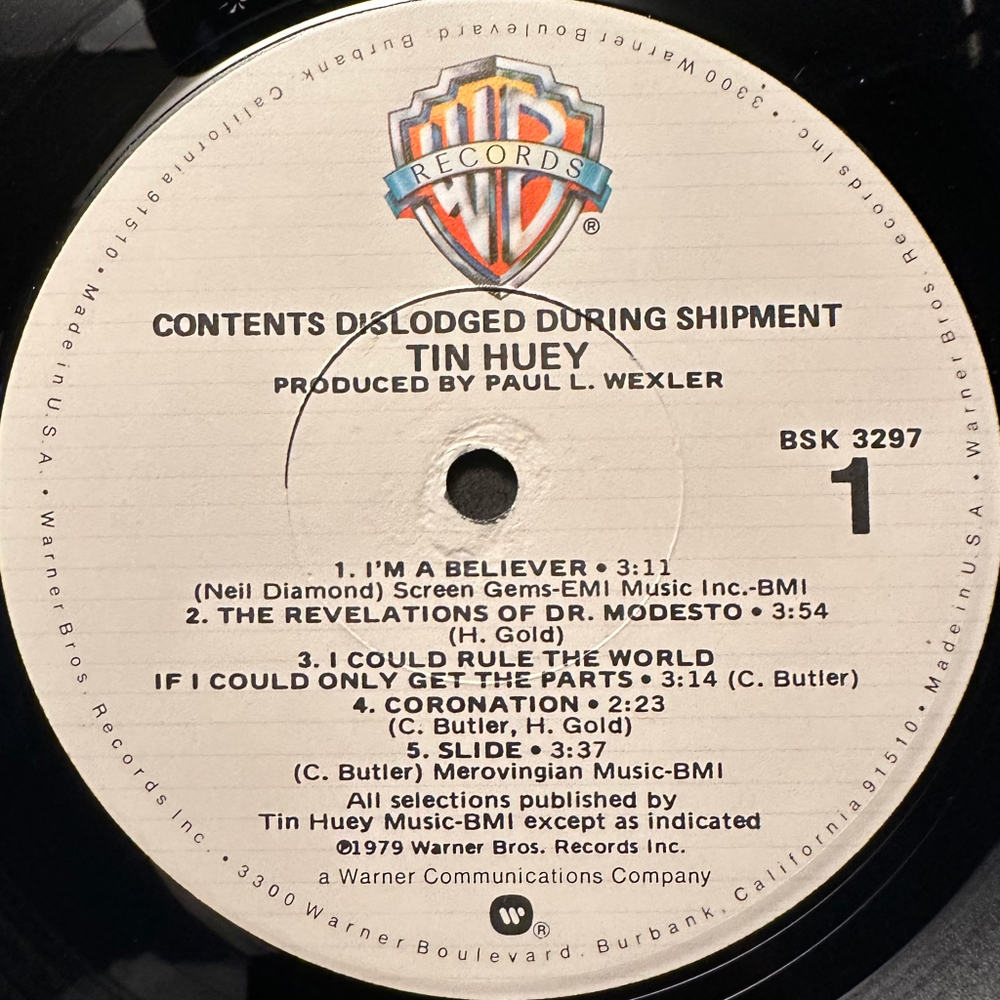 WB
RECORDS
®
CONTENTS DISLODGED DURING SHIPMENT
TIN HUEY
PRODUCED BY PAUL L. WEXLER
BSK 3297
1
1. I'M A BELIEVER • 3:11
(Neil Diamond) Screen Gems-EMI Music Inc.-BMI
2. THE REVELATIONS OF DR. MODESTO • 3:54
(H. Gold)
3. I COULD RULE THE WORLD
IF I COULD ONLY GET THE PARTS • 3:14 (C. Butler)
4. CORONATION • 2:23
(C. Butler, H. Gold)
5. SLIDE • 3:37
(C. Butler) Merovingian Music-BMI
All selections published by
Tin Huey Music-BMI except as indicated
℗1979 Warner Bros. Records Inc.
a Warner Communications Company
W ®
Made in U.S.A. • Warner Bros. Records Inc. • 3300 Warner Boulevard. Burbank, California 91510 • Made in U.S.A. • Warner Bros. Records Inc. • 3300 Warner Boulevard Burbank, California 91510 •